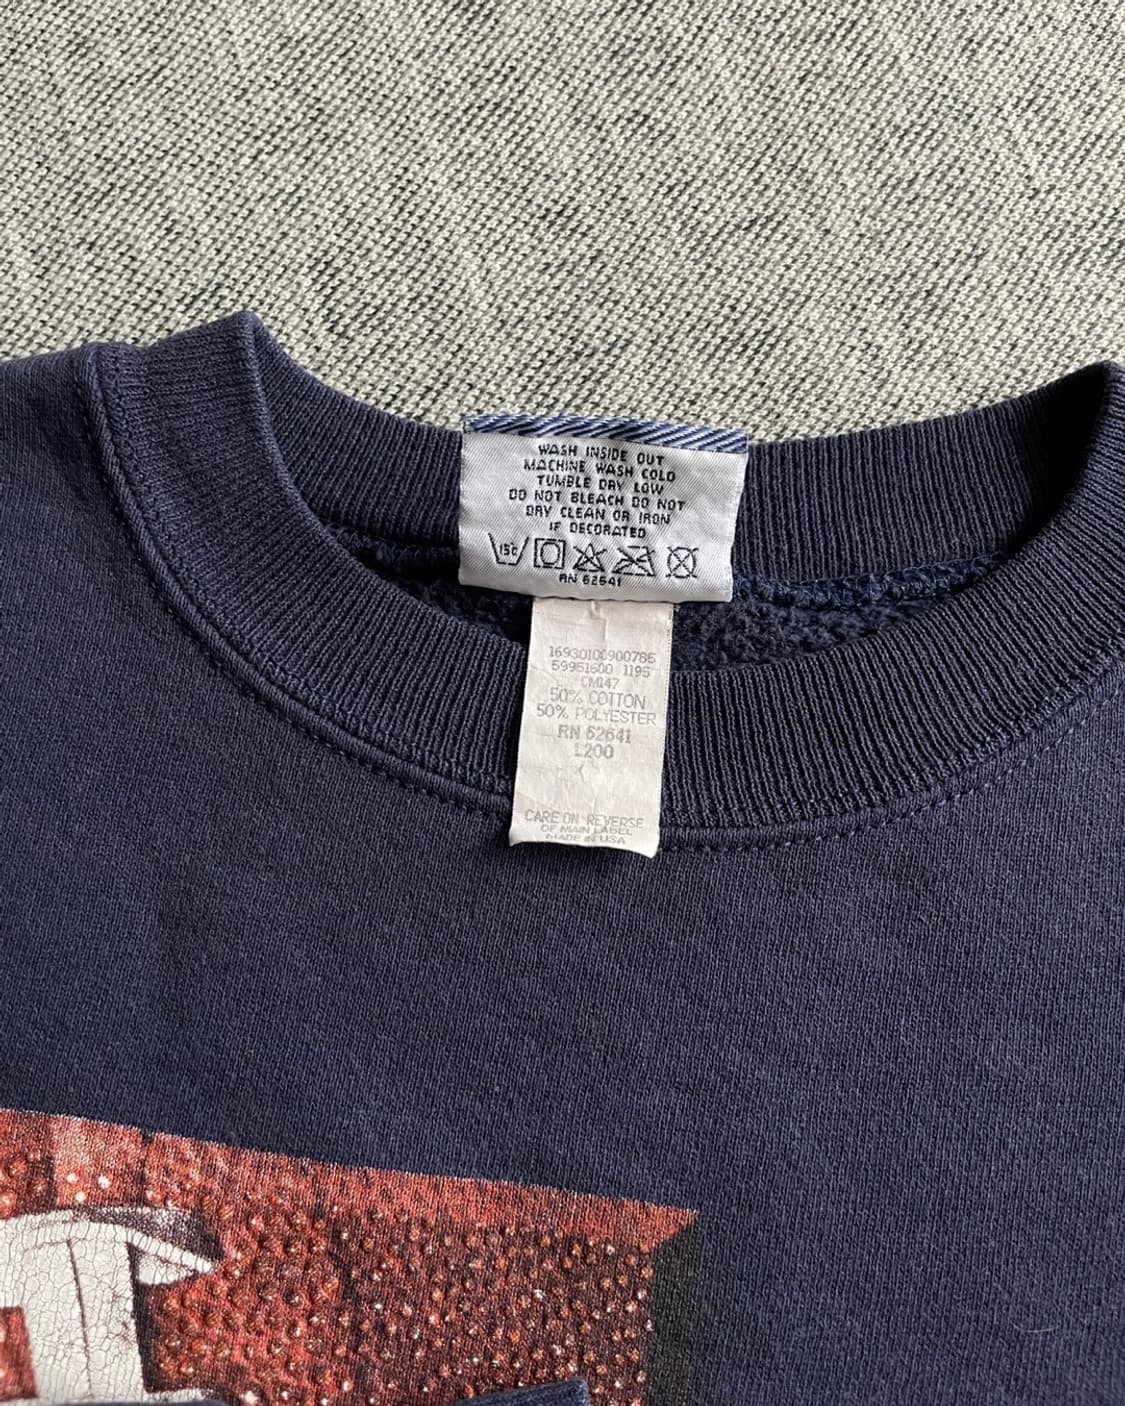 WASH INSIDE OUT
MACHINE WASH COLD
TUMBLE DRY LOW
DO NOT BLEACH DO NOT
DRY CLEAN OR IRON
IF DECORATED
15c
RN 62641
16930100900786
59951600 1195
CM147
50% COTTON
50% POLYESTER
RN 62641
L200
CARE ON REVERSE
OF MAIN LABEL
MADE IN USA